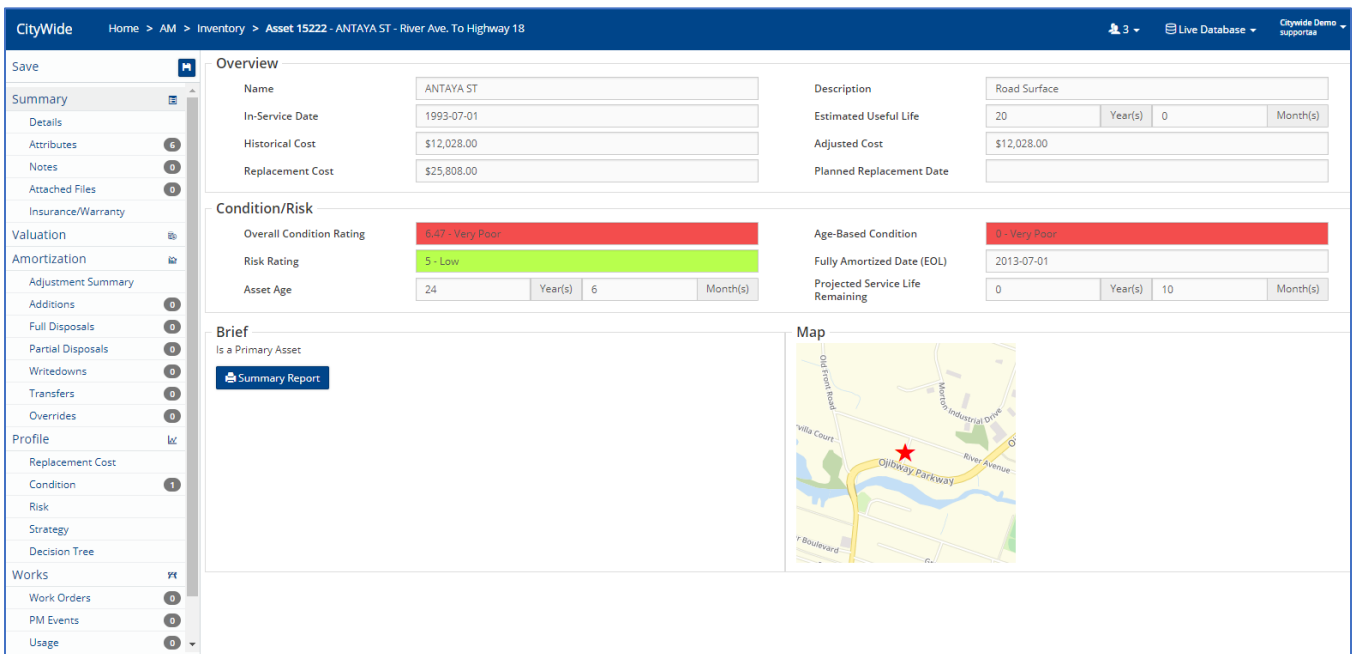 CityWide Home > AM > Inventory > Asset 15222 - ANTAYA ST - River Ave. To Highway 18 3 Live Database Citywide Demo
supportaa
Save
Summary
Details
Attributes 6
Notes 0
Attached Files 0
Insurance/Warranty
Valuation
Amortization
Adjustment Summary
Additions 0
Full Disposals 0
Partial Disposals 0
Writedowns 0
Transfers 0
Overrides 0
Profile
Replacement Cost
Condition 1
Risk
Strategy
Decision Tree
Works
Work Orders 0
PM Events 0
Usage 0
Overview
Name ANTAYA ST Description Road Surface
In-Service Date 1993-07-01 Estimated Useful Life 20 Year(s) 0 Month(s)
Historical Cost $12,028.00 Adjusted Cost $12,028.00
Replacement Cost $25,808.00 Planned Replacement Date
Condition/Risk
Overall Condition Rating 6.47 - Very Poor Age-Based Condition 0 - Very Poor
Risk Rating 5 - Low Fully Amortized Date (EOL) 2013-07-01
Asset Age 24 Year(s) 6 Month(s) Projected Service Life
Remaining 0 Year(s) 10 Month(s)
Brief
Is a Primary Asset
Summary Report
Map
Old Front Road
Morton Industrial Drive
villa Court
River Avenue
Ojibway Parkway
r Boulevard